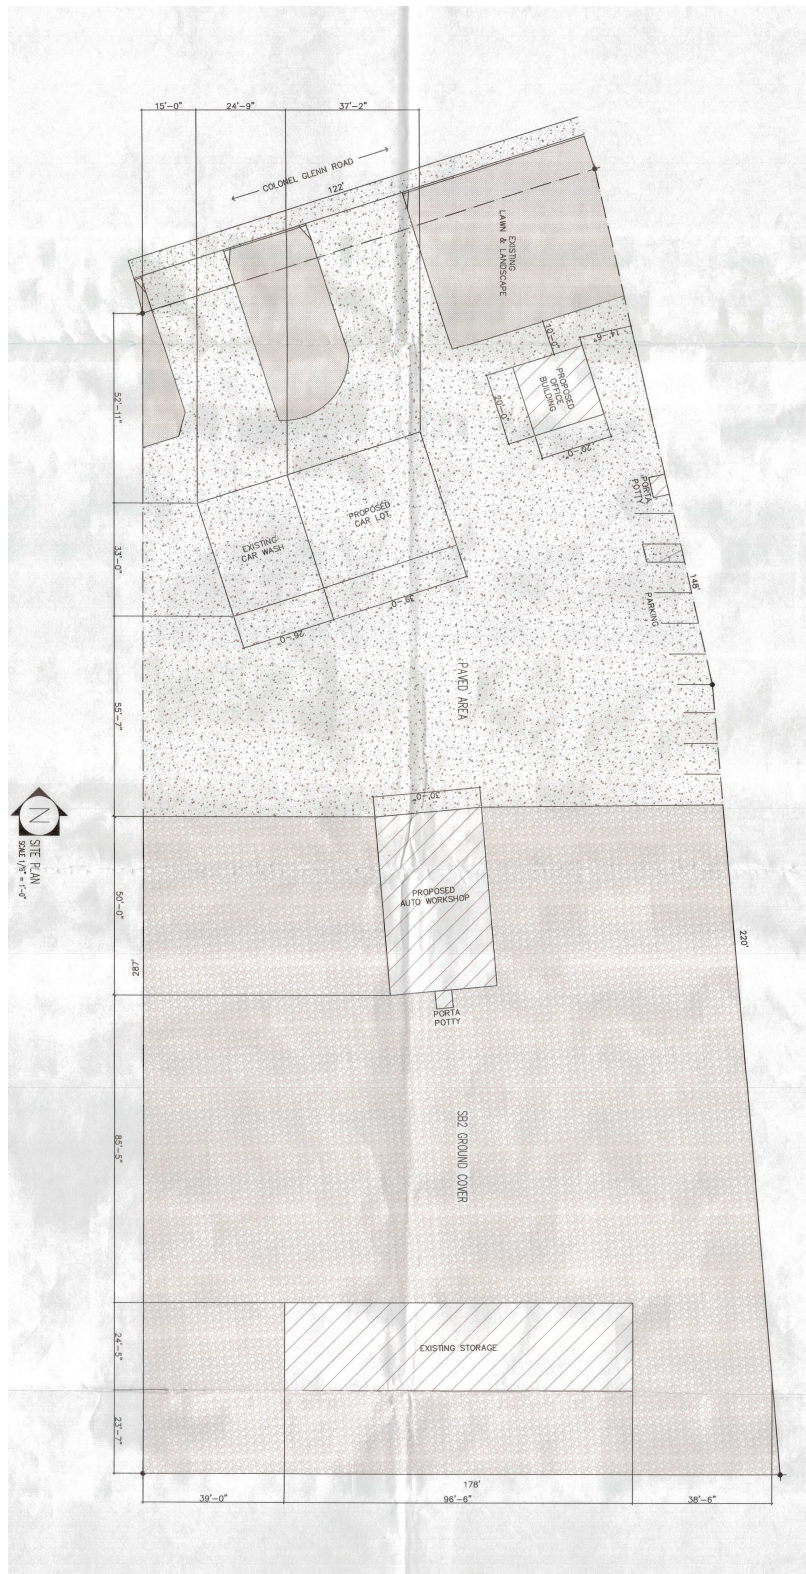 15'-0"
24'-9"
37'-2"
COLONEL GLENN ROAD
122'
EXISTING
LAWN & LANDSCAPE
10'-0"
14'-6"
PROPOSED
OFFICE
BUILDING
20'-0"
20'-0"
52'-11"
PORTA
POTTY
PROPOSED
CAR LOT.
EXISTING
CAR WASH
33'-0"
148'
PARKING
39'-0"
26'-0"
PAVED AREA
55'-7"
30'-0"
N
SITE PLAN
SCALE 1/8" = 1'-0"
PROPOSED
AUTO WORKSHOP
50'-0"
220'
287'
PORTA
POTTY
SB2 GROUND COVER
85'-5"
EXISTING STORAGE
24'-5"
23'-7"
178'
39'-0"
96'-6"
38'-6"